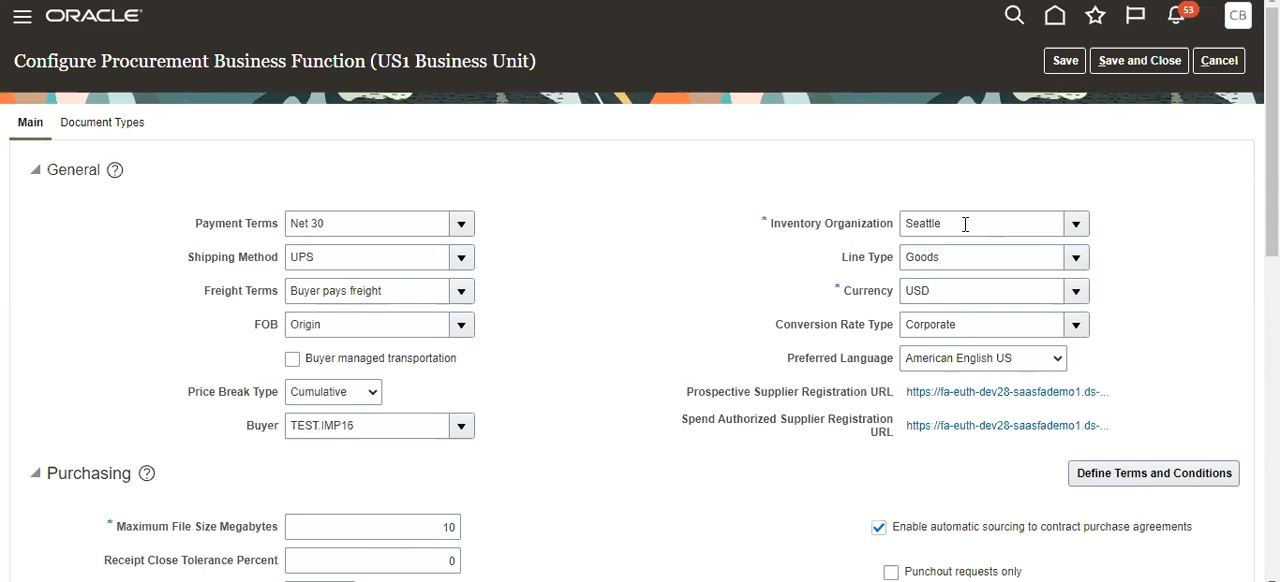 ORACLE
53
CB
Configure Procurement Business Function (US1 Business Unit)
Save
Save and Close
Cancel
Main
Document Types
General
Payment Terms
Net 30
* Inventory Organization
Seattle
Shipping Method
UPS
Line Type
Goods
Freight Terms
Buyer pays freight
* Currency
USD
FOB
Origin
Conversion Rate Type
Corporate
Buyer managed transportation
Preferred Language
American English US
Price Break Type
Cumulative
Prospective Supplier Registration URL
https://fa-euth-dev28-saasfademo1.ds-...
Buyer
TEST.IMP16
Spend Authorized Supplier Registration
URL
https://fa-euth-dev28-saasfademo1.ds-...
Purchasing
Define Terms and Conditions
* Maximum File Size Megabytes
10
Enable automatic sourcing to contract purchase agreements
Receipt Close Tolerance Percent
0
Punchout requests only